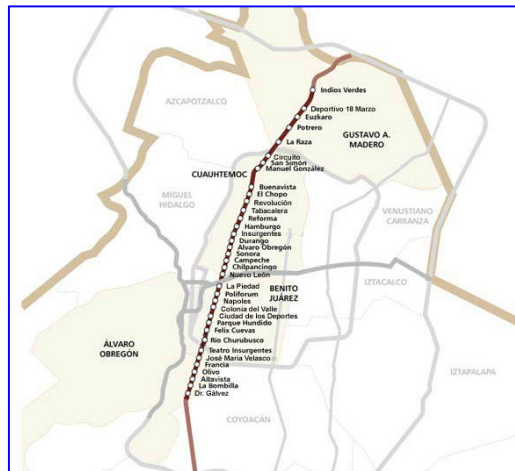 Indios Verdes
Deportivo 18 Marzo
Euzkaro
AZCAPOTZALCO
Potrero
GUSTAVO A.
MADERO
La Raza
Circuito
San Simón
Manuel González
CUAUHTEMOC
Buenavista
El Chopo
MIGUEL
HIDALGO
Revolución
Tabacalera
Reforma
VENUSTIANO
CARRANZA
Hamburgo
Insurgentes
Durango
Alvaro Obregón
Sonora
Campeche
Chilpancingo
Nuevo León
IZTACALCO
La Piedad
BENITO
JUÁREZ
Poliforum
Napoles
Colonia del Valle
Ciudad de los Deportes
Parque Hundido
Felix Cuevas
Río Churubusco
ÁLVARO
OBREGÓN
Teatro Insurgentes
José María Velasco
Francia
Olivo
IZTAPALAPA
Altavista
La Bombilla
Dr. Gálvez
COYOACÁN